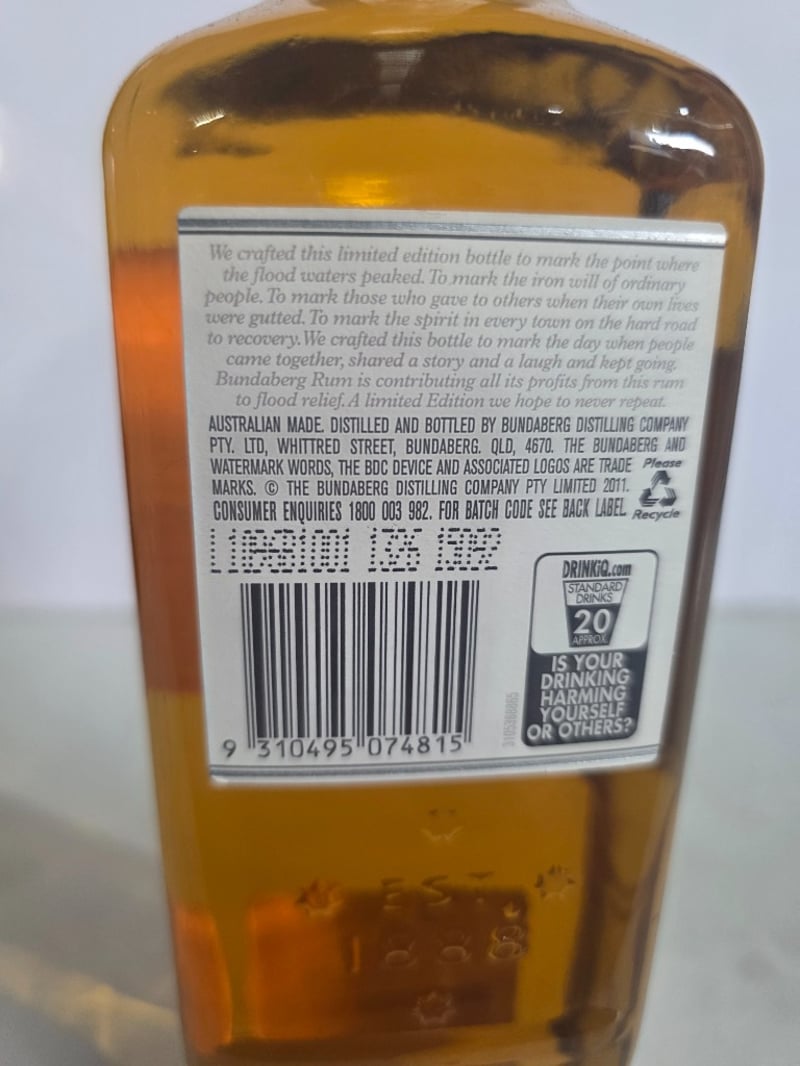 We crafted this limited edition bottle to mark the point where
the flood waters peaked. To mark the iron will of ordinary
people. To mark those who gave to others when their own lives
were gutted. To mark the spirit in every town on the hard road
to recovery. We crafted this bottle to mark the day when people
came together, shared a story and a laugh and kept going.
Bundaberg Rum is contributing all its profits from this rum
to flood relief. A limited Edition we hope to never repeat.
AUSTRALIAN MADE. DISTILLED AND BOTTLED BY BUNDABERG DISTILLING COMPANY
PTY. LTD, WHITTRED STREET, BUNDABERG. QLD, 4670. THE BUNDABERG AND
WATERMARK WORDS, THE BDC DEVICE AND ASSOCIATED LOGOS ARE TRADE
MARKS. © THE BUNDABERG DISTILLING COMPANY PTY LIMITED 2011.
CONSUMER ENQUIRIES 1800 003 982. FOR BATCH CODE SEE BACK LABEL.
Please
Recycle
DRINKiQ.com
STANDARD
DRINKS
20
APPROX.
IS YOUR
DRINKING
HARMING
YOURSELF
OR OTHERS?
9 310495 074815
EST.
1888